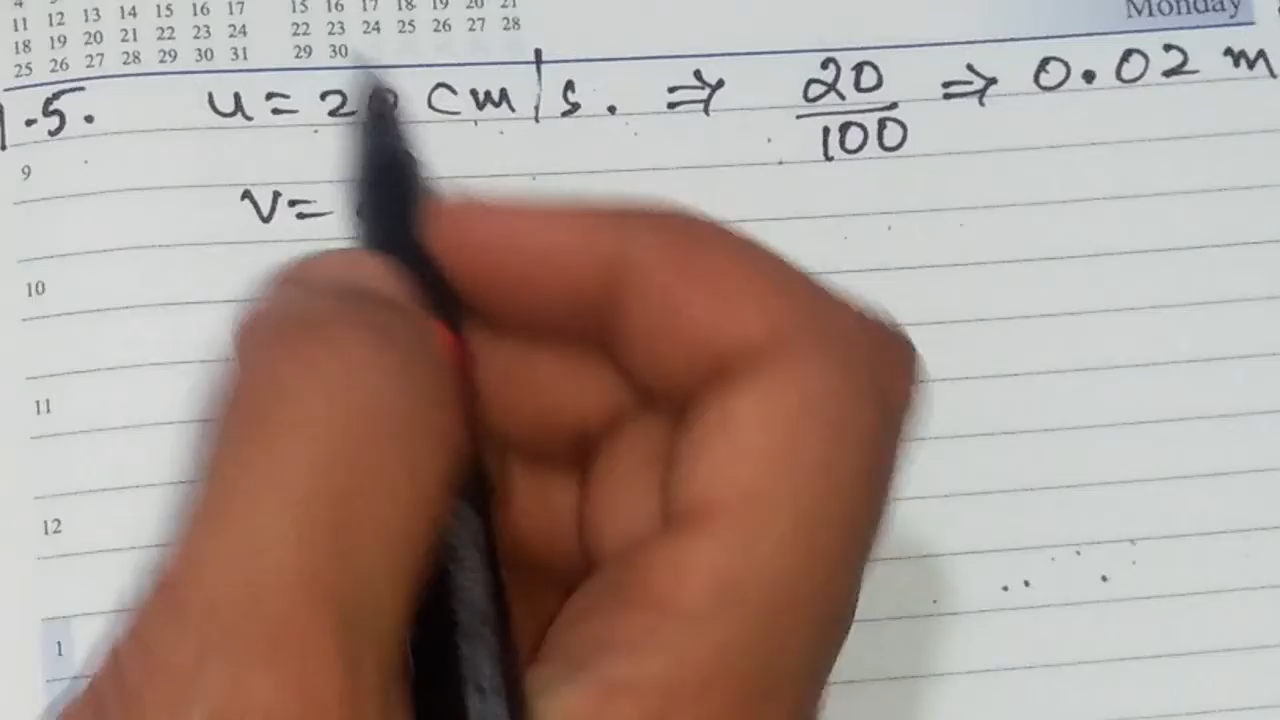 4 15 16 17 18 19 20 21
11 12 13 14 15 16 17 22 23 24 25 26 27 28
18 19 20 21 22 23 24 29 30
25 26 27 28 29 30 31
Monday
1.5. u = 20 cm/s. ⇒ 20/100 ⇒ 0.02 m
9
v =
10
11
12
1